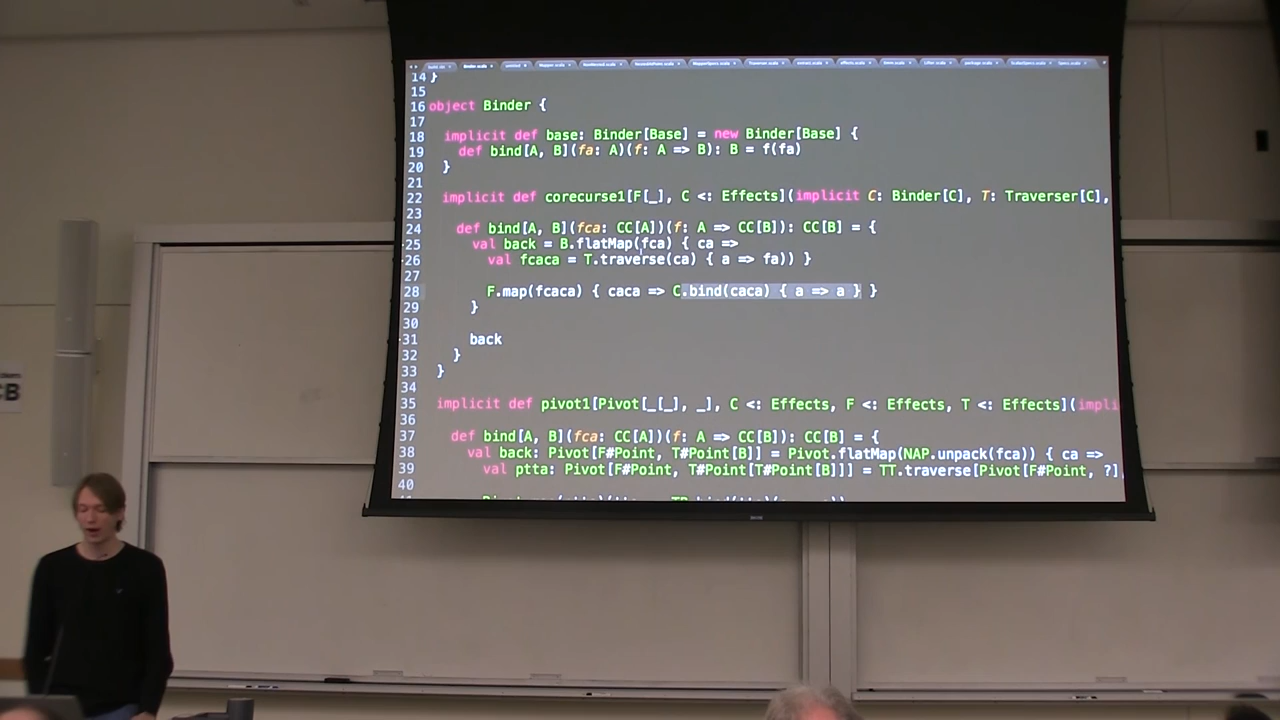 14 }
15
16 object Binder {
17
18 implicit def base: Binder[Base] = new Binder[Base] {
19 def bind[A, B](fa: A)(f: A => B): B = f(fa)
20 }
21
22 implicit def corecurse1[F[_], C <: Effects](implicit C: Binder[C], T: Traverser[C],
23
24 def bind[A, B](fca: CC[A])(f: A => CC[B]): CC[B] = {
25 val back = B.flatMap(fca) { ca =>
26 val fcaca = T.traverse(ca) { a => fa)) }
27
28 F.map(fcaca) { caca => C.bind(caca) { a => a } }
29 }
30
31 back
32 }
33 }
34
35 implicit def pivot1[Pivot[_[_], _], C <: Effects, F <: Effects, T <: Effects](impli
36
37 def bind[A, B](fca: CC[A])(f: A => CC[B]): CC[B] = {
38 val back: Pivot[F#Point, T#Point[B]] = Pivot.flatMap(NAP.unpack(fca)) { ca =>
39 val ptta: Pivot[F#Point, T#Point[T#Point[B]]] = TT.traverse[Pivot[F#Point, ?]
40
CB